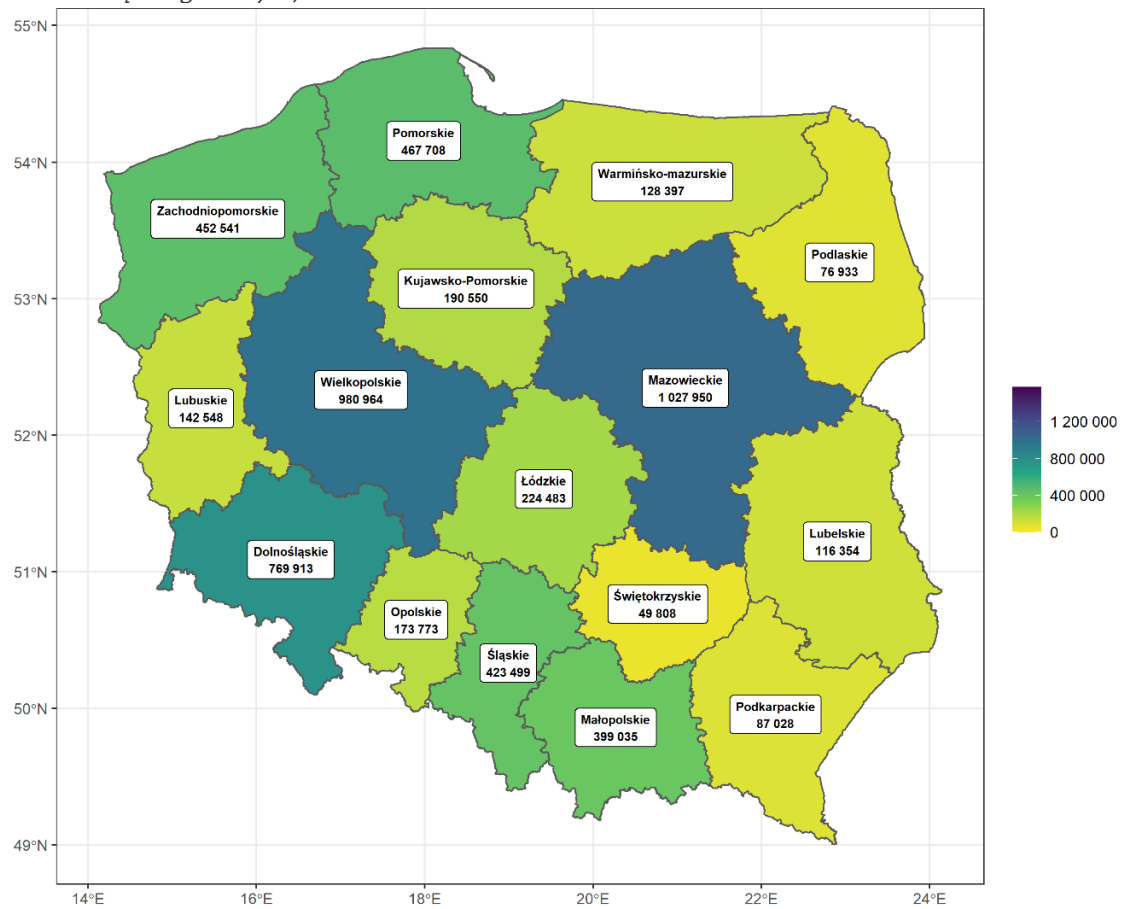 55°N
Pomorskie
467 708
54°N
Warmińsko-mazurskie
128 397
Zachodniopomorskie
452 541
Podlaskie
76 933
Kujawsko-Pomorskie
190 550
53°N
Wielkopolskie
980 964
Mazowieckie
1 027 950
Lubuskie
142 548
52°N
Łódzkie
224 483
Lubelskie
116 354
Dolnośląskie
769 913
51°N
Świętokrzyskie
49 808
Opolskie
173 773
Śląskie
423 499
50°N
Małopolskie
399 035
Podkarpackie
87 028
49°N
14°E 16°E 18°E 20°E 22°E 24°E
1 200 000
800 000
400 000
0